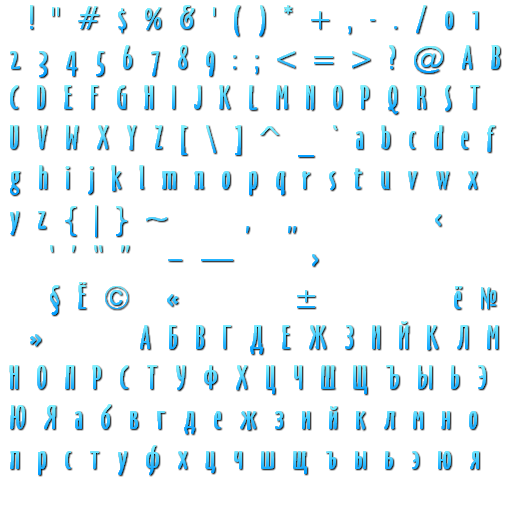 ! " # $ % & ' ( ) * + , - . / 0 1
2 3 4 5 6 7 8 9 : ; < = > ? @ A B
C D E F G H I J K L M N O P Q R S T
U V W X Y Z [ \ ] ^ _ ` a b c d e f
g h i j k l m n o p q r s t u v w x
y z { | } ~ ‚ „ ‹
‘ ’ “ ” – — ›
§ Ё © « ± ё №
» А Б В Г Д Е Ж З И Й К Л М
Н О П Р С Т У Ф Х Ц Ч Ш Щ Ъ Ы Ь Э
Ю Я а б в г д е ж з и й к л м н о
п р с т у ф х ц ч ш щ ъ ы ь э ю я